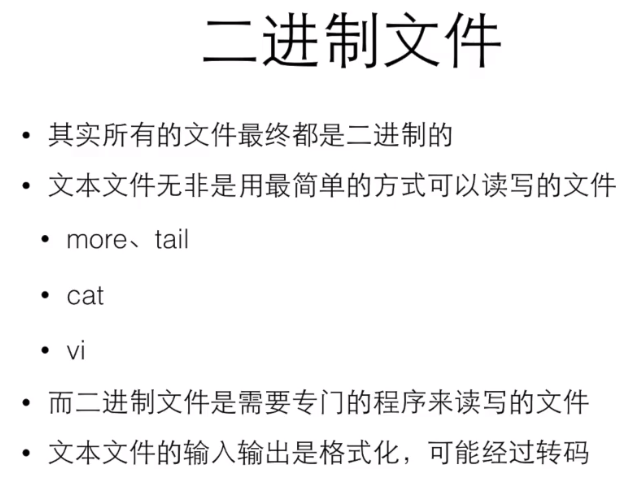 二进制文件
• 其实所有的文件最终都是二进制的
• 文本文件无非是用最简单的方式可以读写的文件
• more、tail
• cat
• vi
• 而二进制文件是需要专门的程序来读写的文件
• 文本文件的输入输出是格式化，可能经过转码